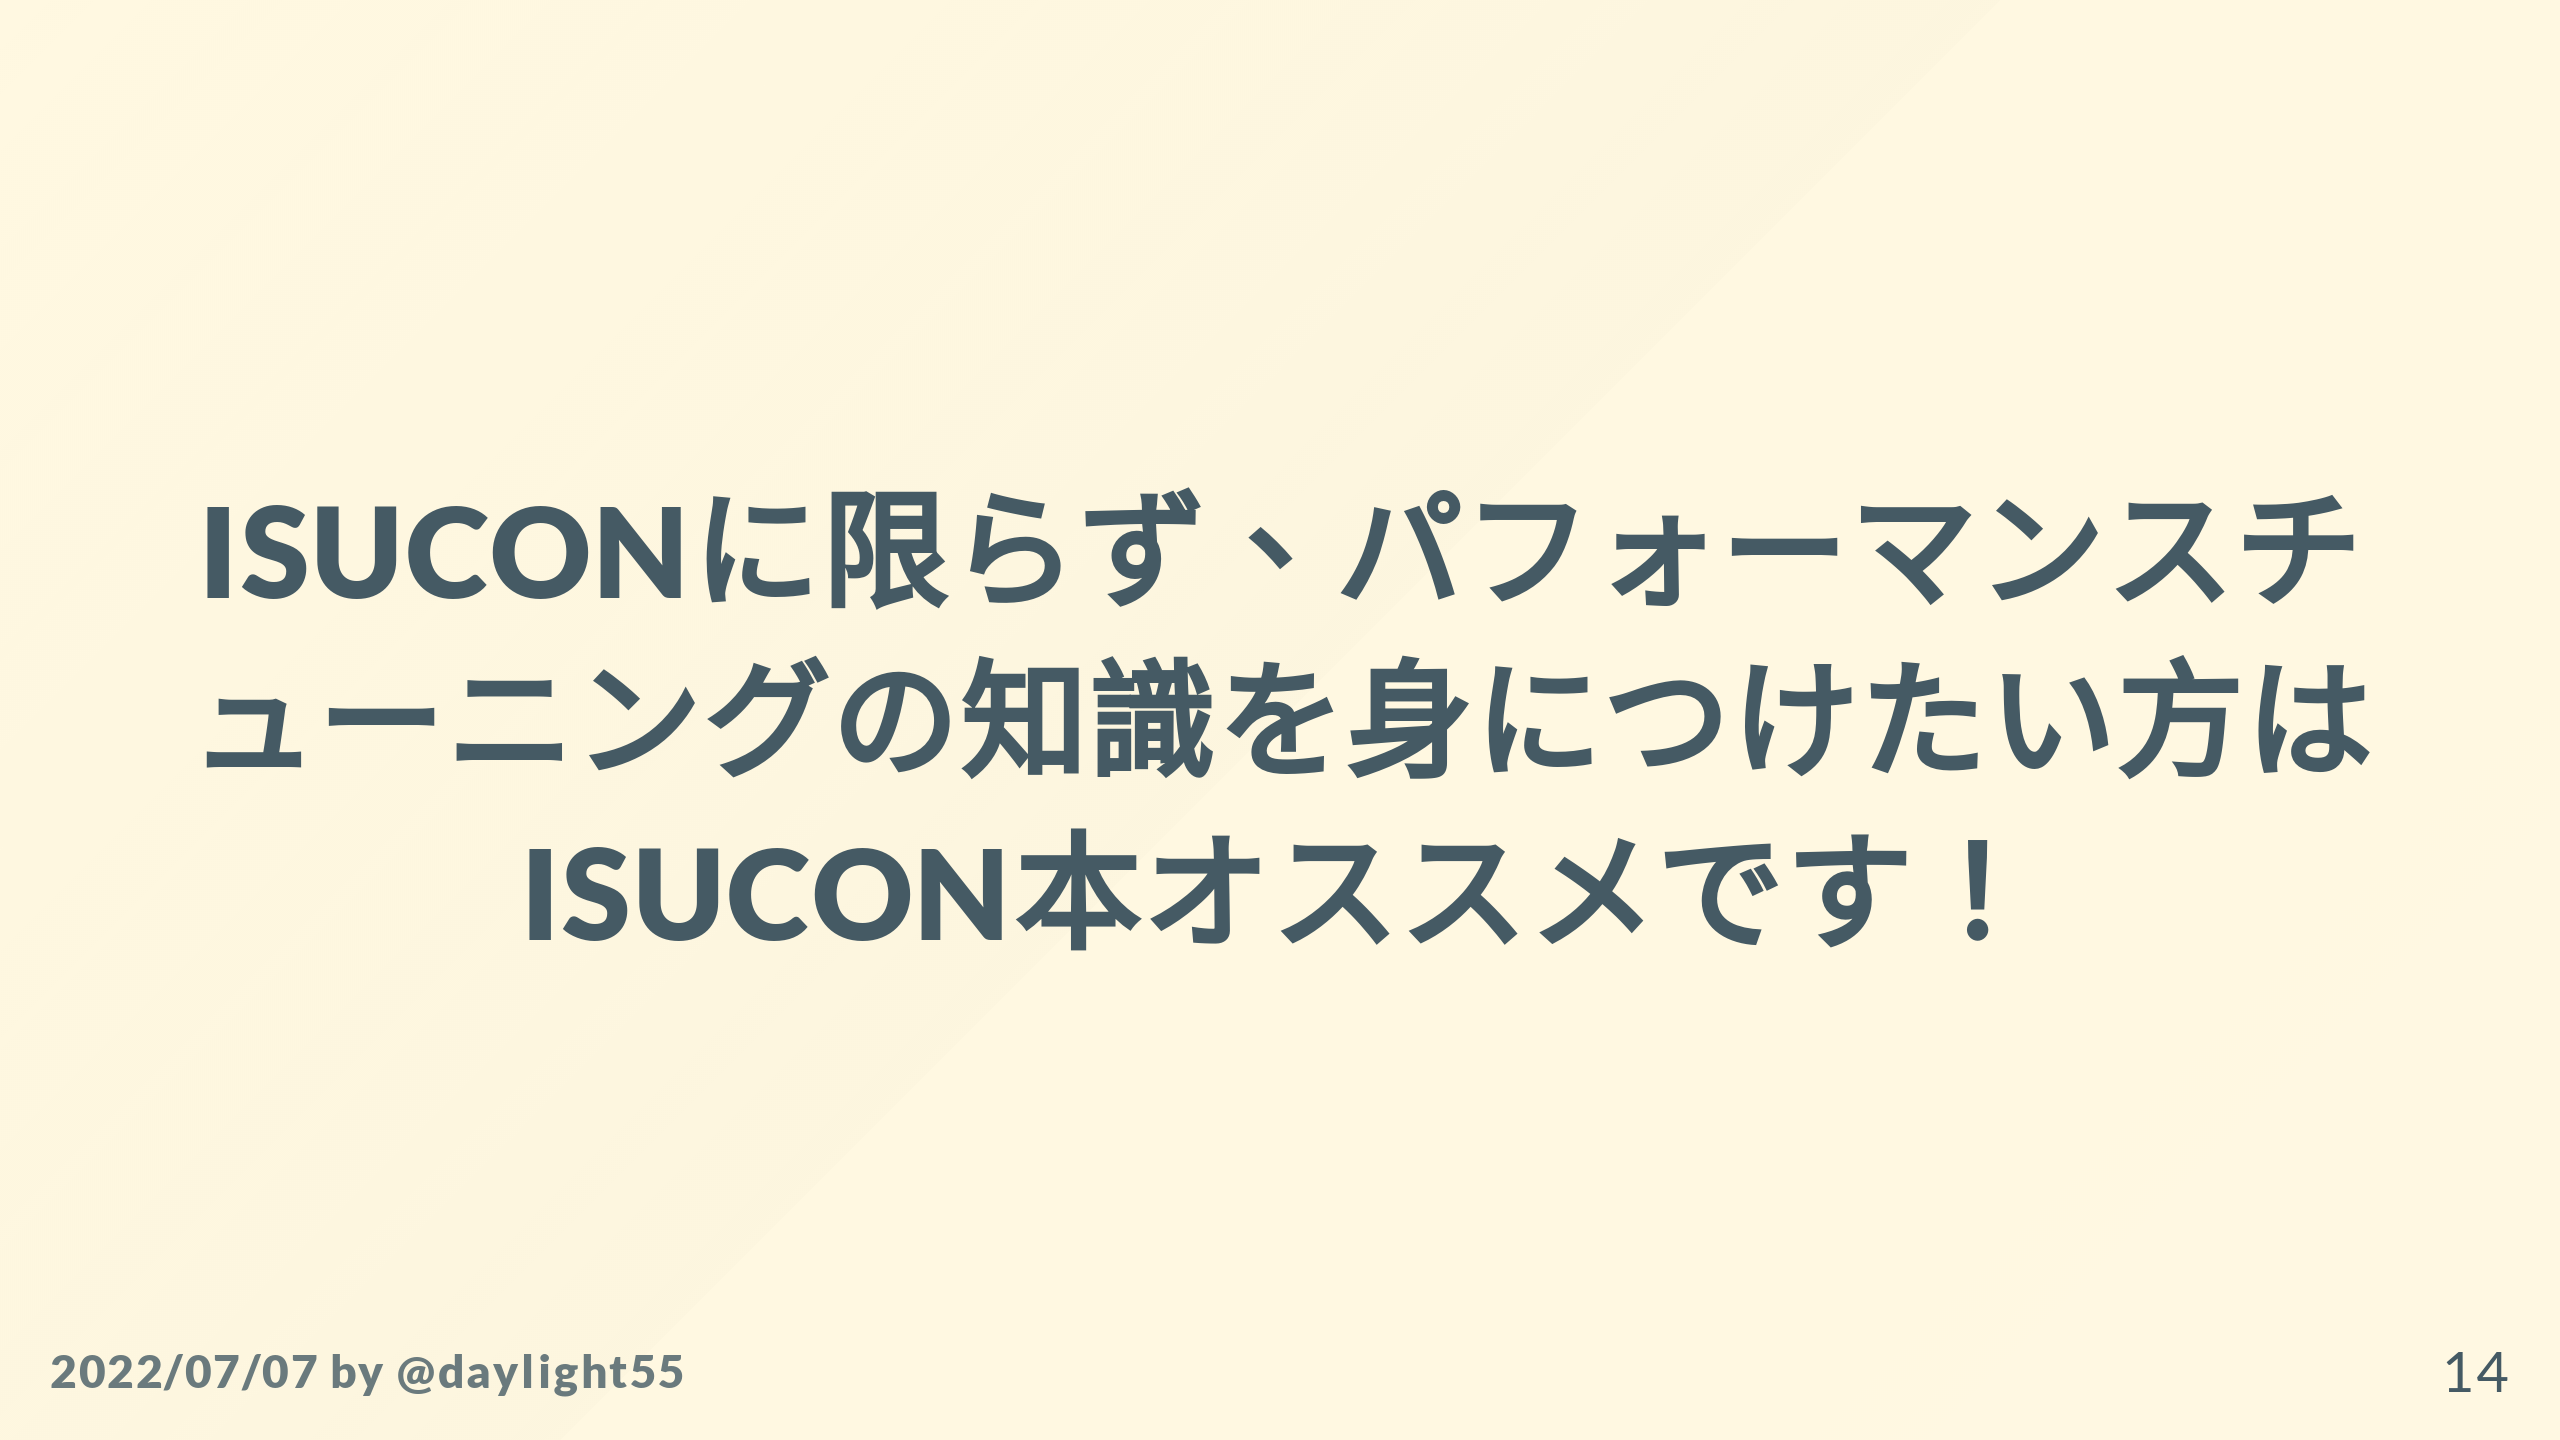 ISUCONに限らず、パフォーマンスチ
ューニングの知識を身につけたい方は
ISUCON本オススメです！
2022/07/07 by @daylight55
14